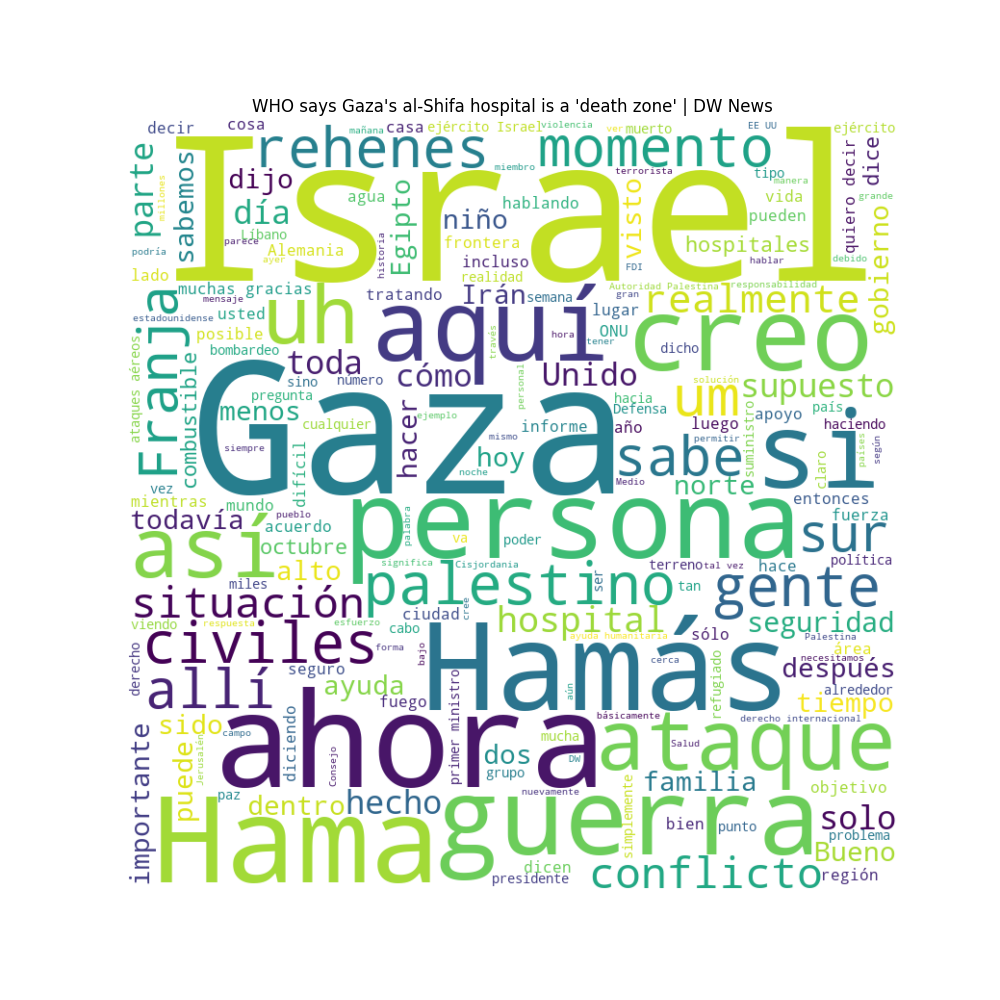 WHO says Gaza's al-Shifa hospital is a 'death zone' | DW News
decir
cosa
mañana
casa
ejército Israel
violencia
ver
muerto
EE UU
ejército
Israel
rehenes
momento
miembro
terrorista
tipo
manera
quiero decir
dice
parte
millones
sabemos
dijo
agua
hablando
visto
vida
grande
día
niño
pueden
Egipto
Líbano
parece
Alemania
historia
frontera
hospitales
gobierno
podría
ayer
incluso
FDI
hablar
debido
lado
realidad
muchas gracias
mensaje
tratando
Irán
semana
gran
Autoridad Palestina
responsabilidad
Franja
estadounidense
usted
uh
aquí
lugar
realmente
ataques aéreos
posible
través
hora
tener
ONU
creo
bombardeo
toda
dicho
combustible
sino
número
cómo
personal
Unido
hacia
solución
um
supuesto
pregunta
Gaza
menos
cualquier
ejemplo
informe
Defensa
año
luego
suministro
apoyo
país
haciendo
siempre
hacer
mismo
permitir
sabe
si
países
según
difícil
hoy
noche
Medio
norte
claro
vez
mientras
mundo
persona
entonces
todavía
pueblo
palabra
sur
fuerza
acuerdo
va
poder
así
octubre
significa
Cisjordania
terreno
tal vez
hace
política
alto
miles
palestino
ser
tan
gente
situación
cree
viendo
respuesta
esfuerzo
ciudad
hospital
seguridad
cabo
ayuda humanitaria
sólo
Palestina
civiles
forma
bajo
Hamás
área
derecho
seguro
cerca
necesitamos
después
allí
ayuda
primer ministro
aún
refugiado
alrededor
fuego
tiempo
sido
campo
diciendo
ahora
básicamente
derecho internacional
importante
puede
Jerusalén
Consejo
mucha
Salud
ataque
dos
DW
grupo
paz
familia
objetivo
nuevamente
dentro
hecho
simplemente
Hama
guerra
bien
punto
solo
problema
Bueno
dicen
presidente
conflicto
región